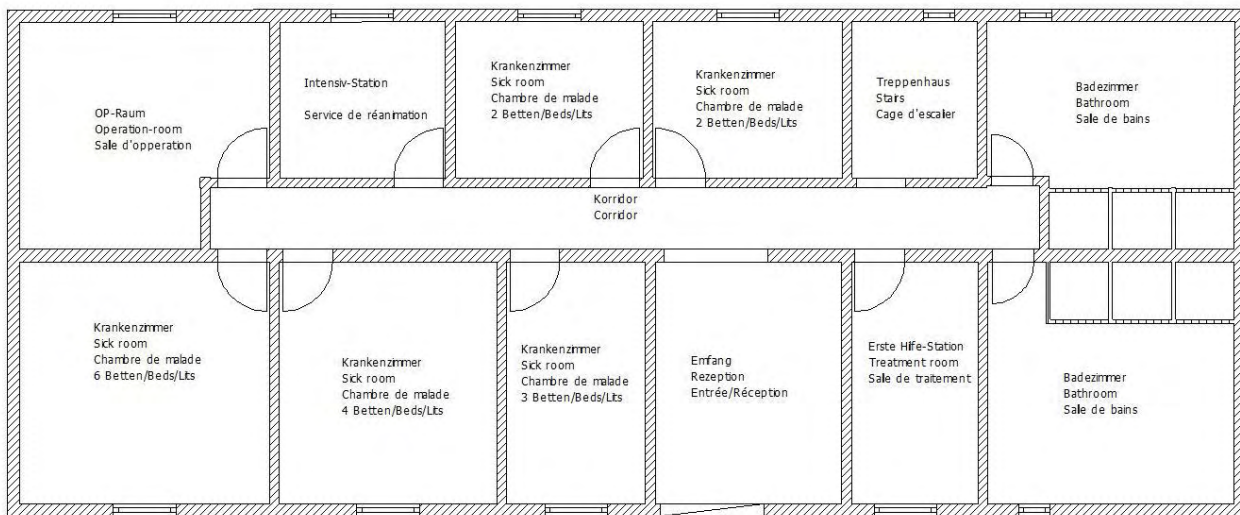 OP-Raum
Operation-room
Salle d'opperation
Intensiv-Station
Service de réanimation
Krankenzimmer
Sick room
Chambre de malade
2 Betten/Beds/Lits
Krankenzimmer
Sick room
Chambre de malade
2 Betten/Beds/Lits
Treppenhaus
Stairs
Cage d'escaler
Badezimmer
Bathroom
Salle de bains
Korridor
Corridor
Krankenzimmer
Sick room
Chambre de malade
6 Betten/Beds/Lits
Krankenzimmer
Sick room
Chambre de malade
4 Betten/Beds/Lits
Krankenzimmer
Sick room
Chambre de malade
3 Betten/Beds/Lits
Emfang
Rezeption
Entrée/Réception
Erste Hilfe-Station
Treatment room
Salle de traitement
Badezimmer
Bathroom
Salle de bains